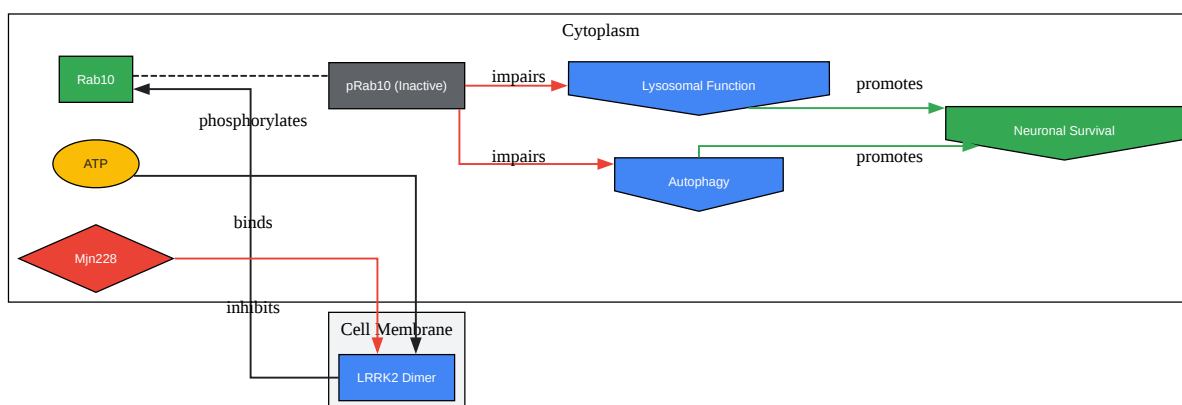 Cytoplasm
Rab10
pRab10 (Inactive)
impairs
Lysosomal Function
promotes
Neuronal Survival
phosphorylates
ATP
impairs
Autophagy
promotes
binds
Mjn228
inhibits
Cell Membrane
LRRK2 Dimer